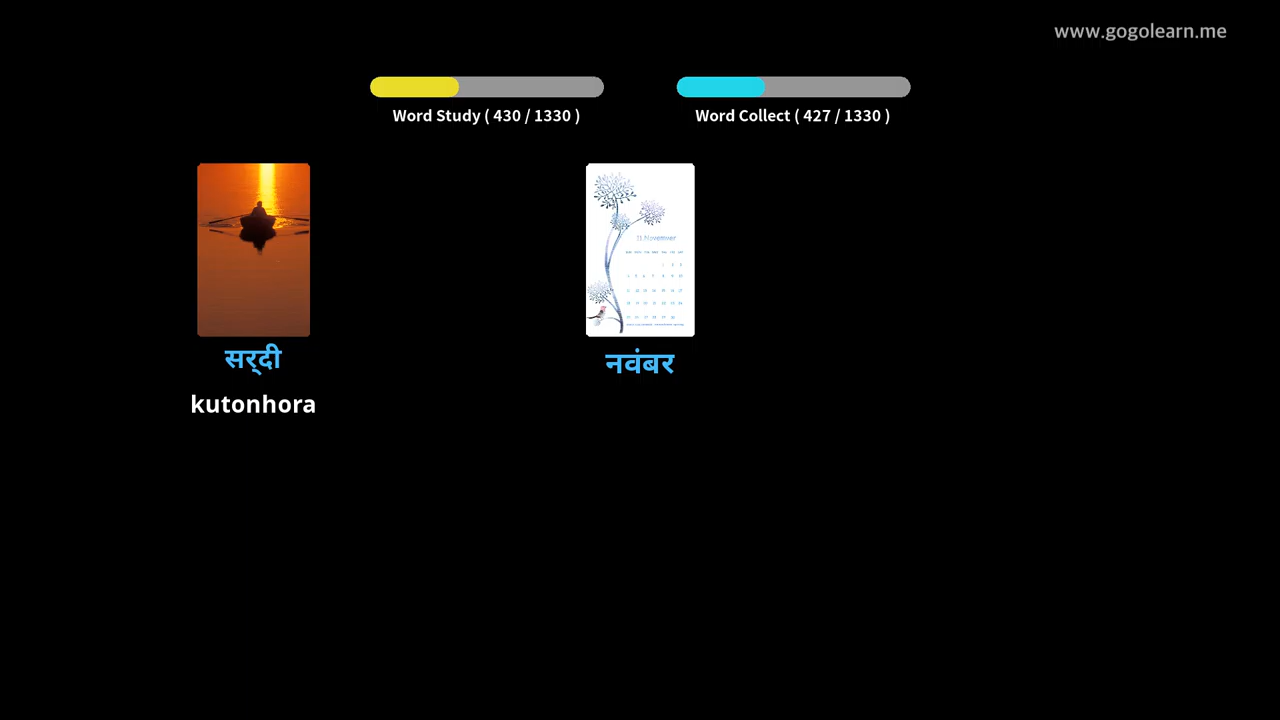 www.gogolearn.me
Word Study ( 430 / 1330 )
Word Collect ( 427 / 1330 )
सर्‌दी
नवंबर
kutonhora